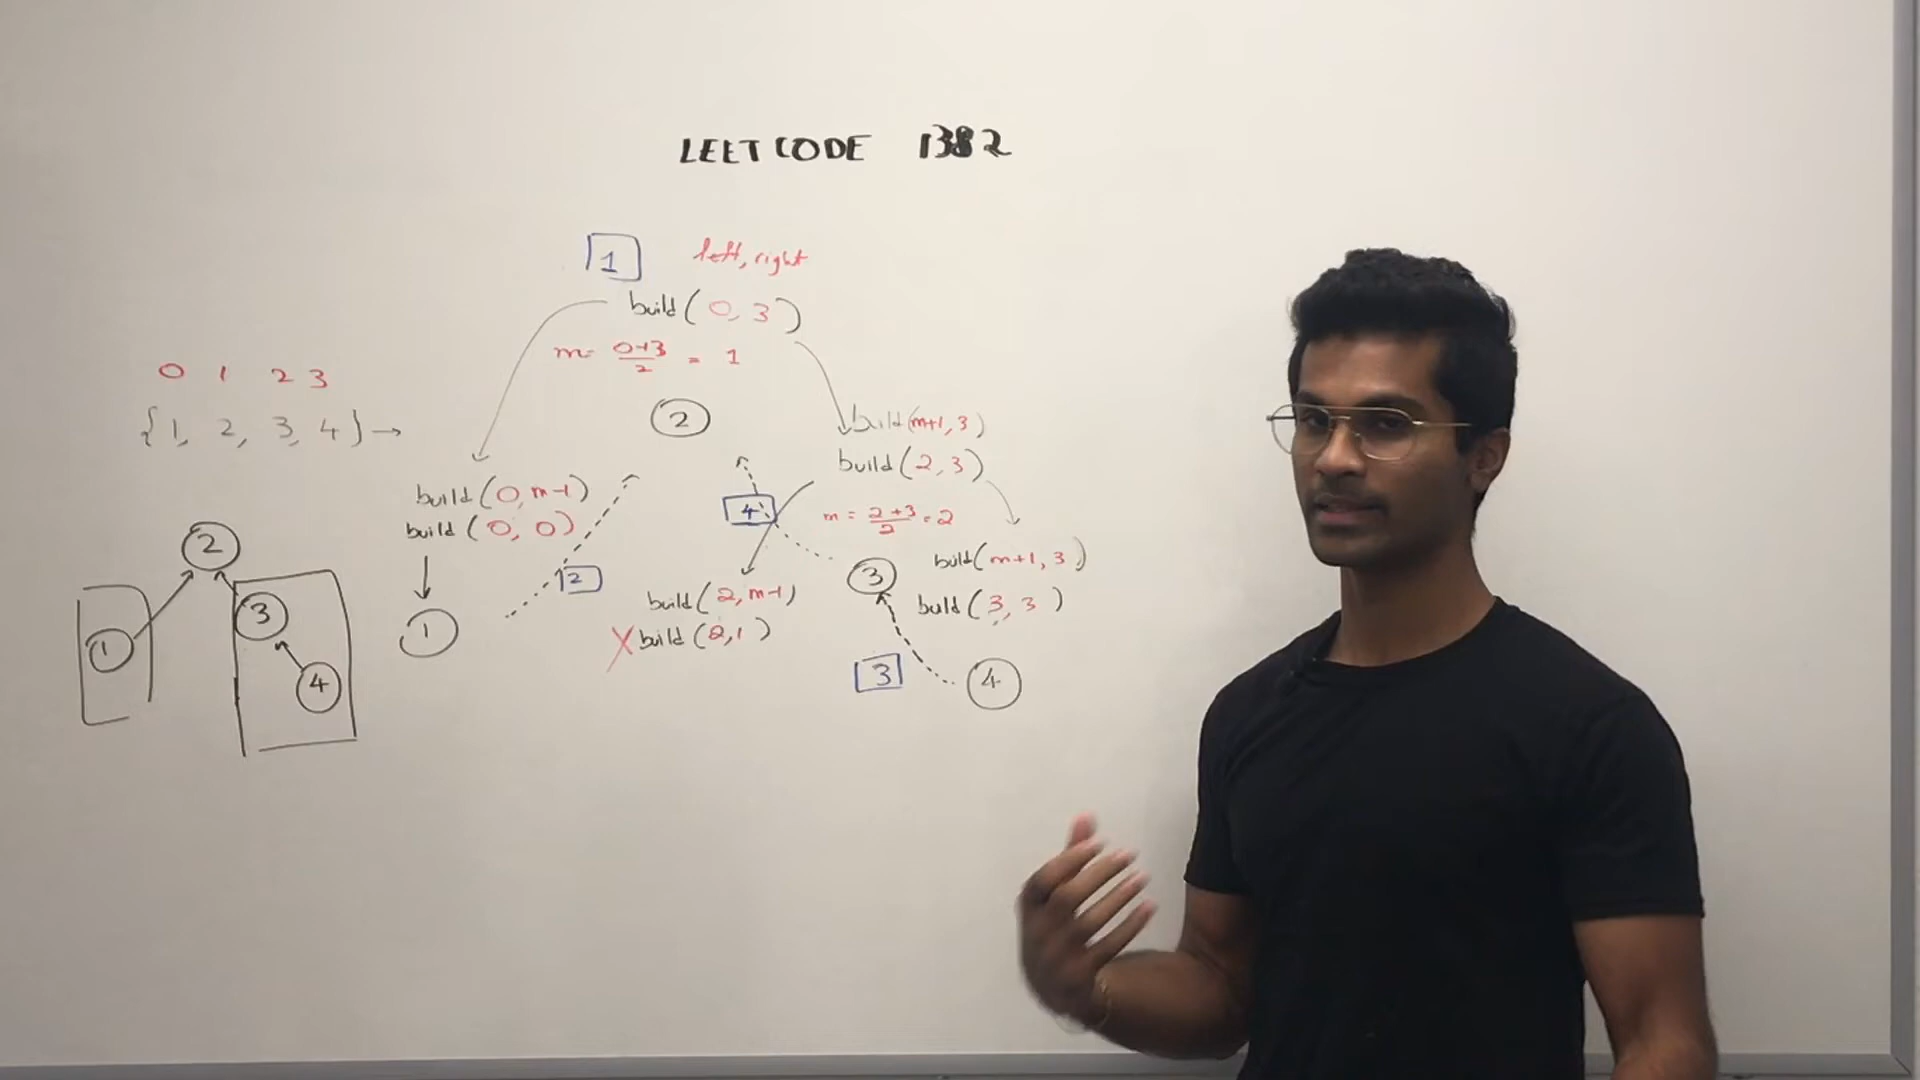 LEETCODE 1382
1
left, right
build(0, 3)
m= 0+3/2 = 1
0 1 2 3
{1, 2, 3, 4} →
2
build(m+1, 3)
build(2, 3)
build(0, m-1)
build(0, 0)
4
m = 2+3/2 = 2
2
build(m+1, 3)
2
3
3
1
build(2, m-1)
build(3, 3)
1
X build(2, 1)
4
3
4